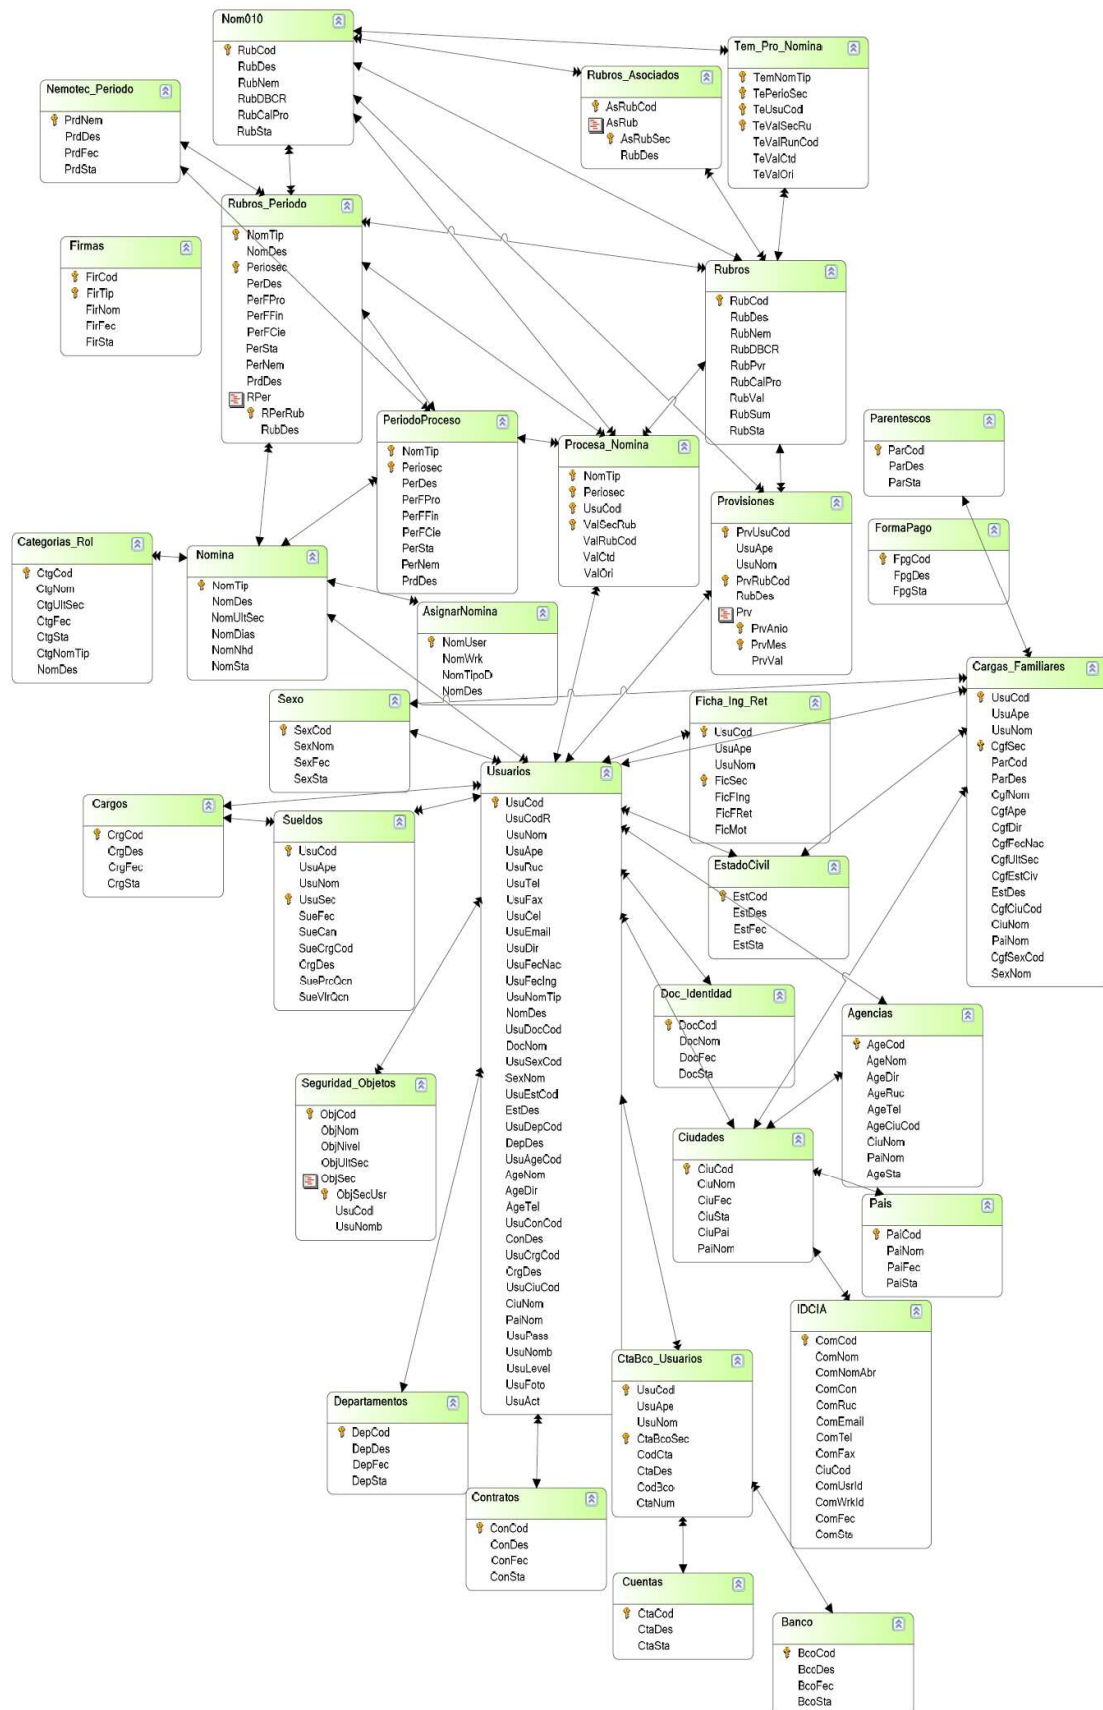 Nom010
RubCod
RubDes
RubNem
RubDBCR
RubCalPro
RubSta
Tem_Pro_Nomina
TemNomTip
TePerioSec
TeUsuCod
TeValSecRu
TeValRunCod
TeValCtd
TeValOri
Rubros_Asociados
AsRubCod
AsRub
AsRubSec
RubDes
Nemotec_Periodo
PrdNem
PrdDes
PrdFec
PrdSta
Rubros_Periodo
NomTip
NomDes
Periosec
PerDes
PerFPro
PerFFin
PerFCie
PerSta
PerNem
PrdDes
RPer
RPerRub
RubDes
Firmas
FirCod
FirTip
FirNom
FirFec
FirSta
Rubros
RubCod
RubDes
RubNem
RubDBCR
RubPvr
RubCalPro
RubVal
RubSum
RubSta
PeriodoProceso
NomTip
Periosec
PerDes
PerFPro
PerFFin
PerFCie
PerSta
PerNem
PrdDes
Procesa_Nomina
NomTip
Periosec
UsuCod
ValSecRub
ValRubCod
ValCtd
ValOri
Parentescos
ParCod
ParDes
ParSta
Provisiones
PrvUsuCod
UsuApe
UsuNom
PrvRubCod
RubDes
Prv
PrvAnio
PrvMes
PrvVal
FormaPago
FpgCod
FpgDes
FpgSta
Categorias_Rol
CtgCod
CtgNom
CtgUltSec
CtgFec
CtgSta
CtgNomTip
NomDes
Nomina
NomTip
NomDes
NomUltSec
NomDias
NomNhd
NomSta
AsignarNomina
NomUser
NomWrk
NomTipoD
NomDes
Cargas_Familiares
UsuCod
UsuApe
UsuNom
CgfSec
ParCod
ParDes
CgfNom
CgfApe
CgfDir
CgfFecNac
CgfUltSec
CgfEstCiv
EstDes
CgfCiuCod
CiuNom
PaiNom
CgfSexCod
SexNom
Sexo
SexCod
SexNom
SexFec
SexSta
Ficha_Ing_Ret
UsuCod
UsuApe
UsuNom
FicSec
FicFIng
FicFRet
FicMot
Usuarios
UsuCod
UsuCodR
UsuNom
UsuApe
UsuRuc
UsuTel
UsuFax
UsuCel
UsuEmail
UsuDir
UsuFecNac
UsuFecIng
UsuNomTip
NomDes
UsuDocCod
DocNom
UsuSexCod
SexNom
UsuEstCod
EstDes
UsuDepCod
DepDes
UsuAgeCod
AgeNom
AgeDir
AgeTel
UsuConCod
ConDes
UsuCrgCod
CrgDes
UsuCiuCod
CiuNom
PaiNom
UsuPass
UsuNomb
UsuLevel
UsuFoto
UsuAct
Cargos
CrgCod
CrgDes
CrgFec
CrgSta
Sueldos
UsuCod
UsuApe
UsuNom
UsuSec
SueFec
SueCan
SueCrgCod
CrgDes
SuePrcQcn
SueVlrQcn
EstadoCivil
EstCod
EstDes
EstFec
EstSta
Doc_Identidad
DocCod
DocNom
DocFec
DocSta
Agencias
AgeCod
AgeNom
AgeDir
AgeRuc
AgeTel
AgeCiuCod
CiuNom
PaiNom
AgeSta
Seguridad_Objetos
ObjCod
ObjNom
ObjNivel
ObjUltSec
ObjSec
ObjSecUsr
UsuCod
UsuNomb
Ciudades
CiuCod
CiuNom
CiuFec
CiuSta
CiuPai
PaiNom
Pais
PaiCod
PaiNom
PaiFec
PaiSta
IDCIA
ComCod
ComNom
ComNomAbr
ComCon
ComRuc
ComEmail
ComTel
ComFax
CiuCod
ComUsrId
ComWrkId
ComFec
ComSta
CtaBco_Usuarios
UsuCod
UsuApe
UsuNom
CtaBcoSec
CodCta
CtaDes
CodBco
CtaNum
Departamentos
DepCod
DepDes
DepFec
DepSta
Contratos
ConCod
ConDes
ConFec
ConSta
Cuentas
CtaCod
CtaDes
CtaSta
Banco
BcoCod
BcoDes
BcoFec
BcoSta